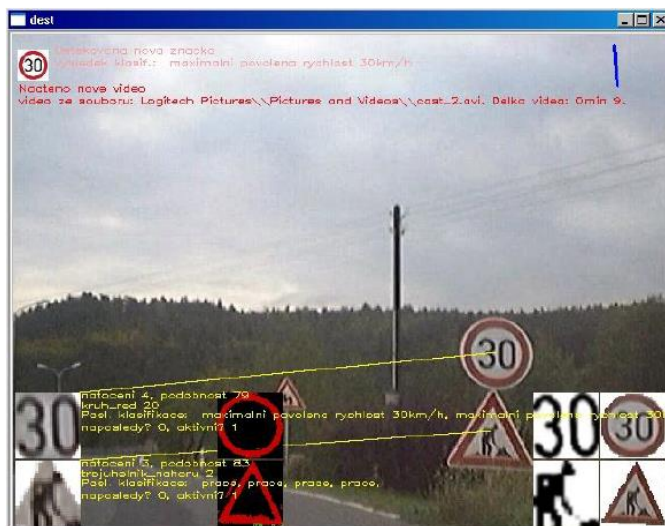 dest
30
Detekovana nova znacka
Vysledek klasif.: maximalni povolena rychlost 30km/h
Nacteno nove video
video ze souboru: Logitech Pictures\\Pictures and Videos\\cast_2.avi. Delka videa: 0min 9.
30
30
natoceni 4, podobnost 79
kruh_red 20
Posl. klasifikace: maximalni povolena rychlost 30km/h, maximalni povolena rychlost 30
naposledy? 0, aktivni? 1
30
30
natoceni 3, podobnost 83
trojuhelnik_nahoru 2
Posl. klasifikace: prace, prace, prace, prace,
naposledy? 0, aktivni? 1